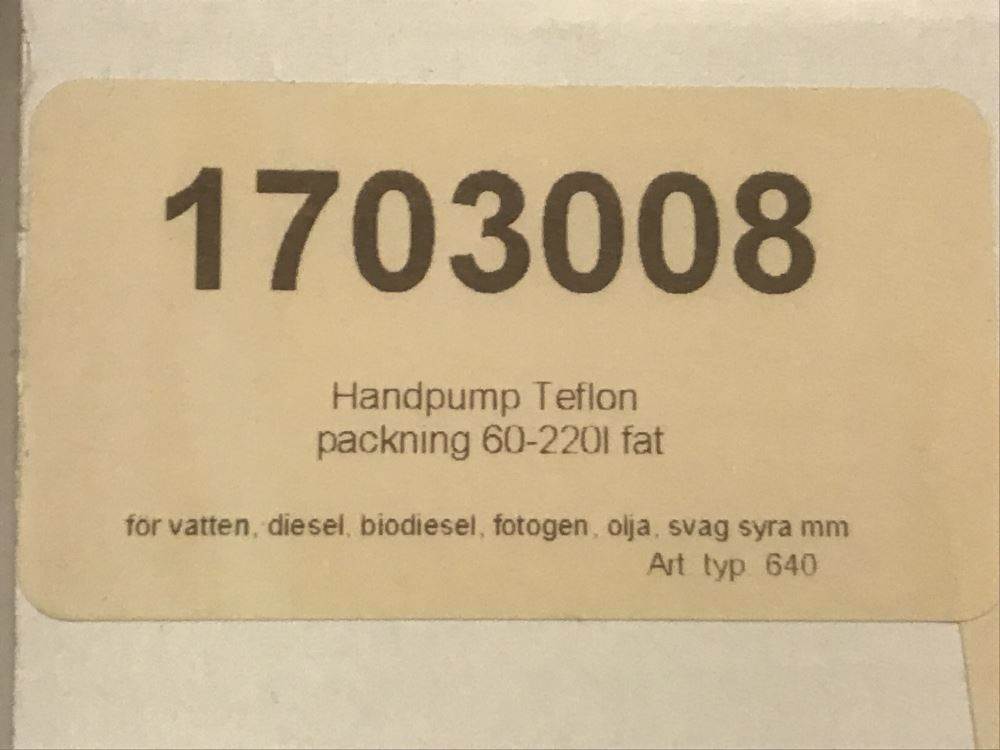 1703008
Handpump Teflon
packning 60-220l fat
för vatten, diesel, biodiesel, fotogen, olja, svag syra mm
Art typ 640